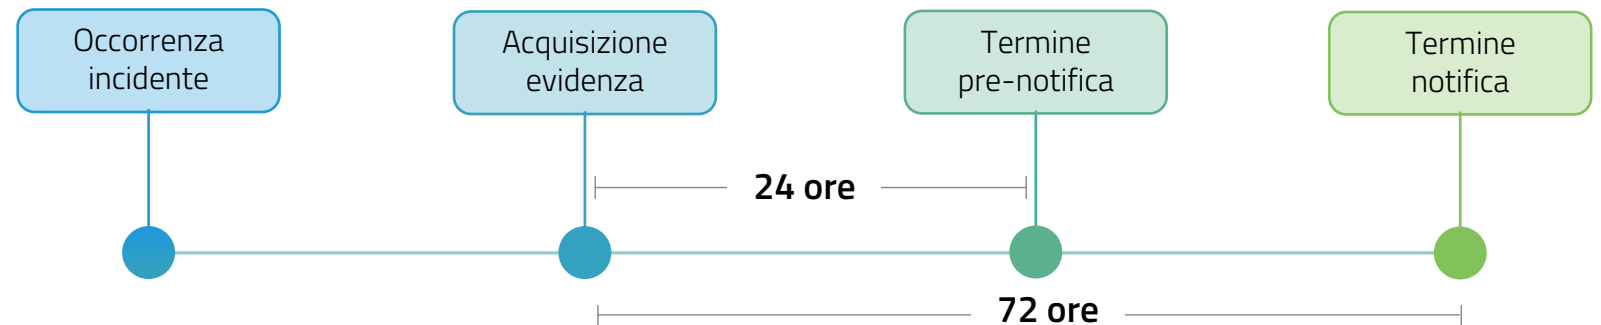 Occorrenza
incidente
Acquisizione
evidenza
Termine
pre-notifica
Termine
notifica
24 ore
72 ore